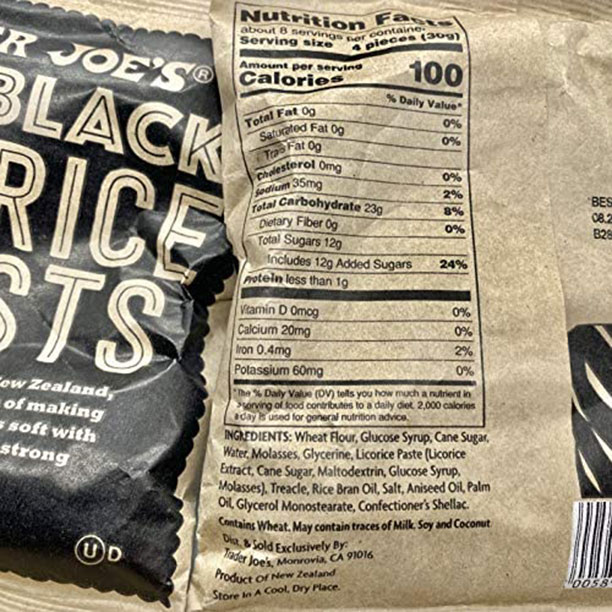 R JOE'S®
BLACK
RICE
STS
ew Zealand,
of making
s soft with
strong
U D
Nutrition Facts
about 8 servings per container
Serving size 4 pieces (30g)
Amount per serving
Calories 100
% Daily Value*
Total Fat 0g 0%
Saturated Fat 0g 0%
Trans Fat 0g
Cholesterol 0mg 0%
Sodium 35mg 2%
Total Carbohydrate 23g 8%
Dietary Fiber 0g 0%
Total Sugars 12g
Includes 12g Added Sugars 24%
Protein less than 1g
Vitamin D 0mcg 0%
Calcium 20mg 0%
Iron 0.4mg 2%
Potassium 60mg 0%
*The % Daily Value (DV) tells you how much a nutrient in
a serving of food contributes to a daily diet. 2,000 calories
a day is used for general nutrition advice.
INGREDIENTS: Wheat Flour, Glucose Syrup, Cane Sugar,
Water, Molasses, Glycerine, Licorice Paste (Licorice
Extract, Cane Sugar, Maltodextrin, Glucose Syrup,
Molasses), Treacle, Rice Bran Oil, Salt, Aniseed Oil, Palm
Oil, Glycerol Monostearate, Confectioner's Shellac.
Contains Wheat. May contain traces of Milk, Soy and Coconut
Dist. & Sold Exclusively By:
Trader Joe's, Monrovia, CA 91016
Product Of New Zealand
Store In A Cool, Dry Place.
BES
08.2
B28
0058